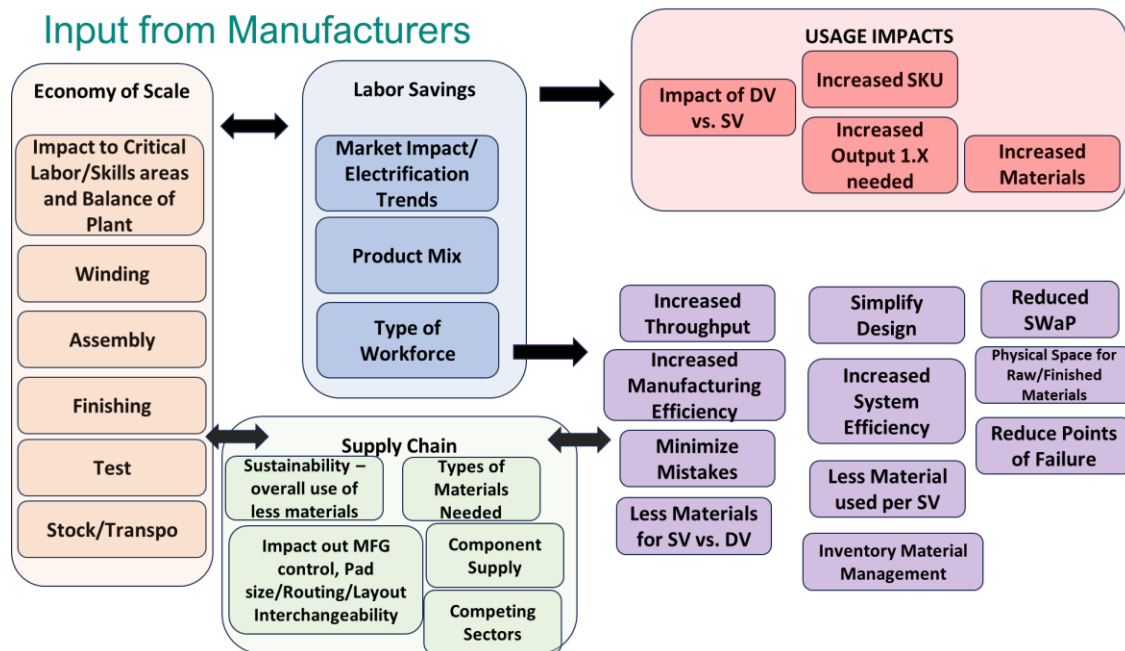 Input from Manufacturers
Economy of Scale
Impact to Critical
Labor/Skills areas
and Balance of
Plant
Winding
Assembly
Finishing
Test
Stock/Transpo
Labor Savings
Market Impact/
Electrification
Trends
Product Mix
Type of
Workforce
Supply Chain
Sustainability –
overall use of
less materials
Types of
Materials
Needed
Impact out MFG
control, Pad
size/Routing/Layout
Interchangeability
Component
Supply
Competing
Sectors
USAGE IMPACTS
Impact of DV
vs. SV
Increased SKU
Increased
Output 1.X
needed
Increased
Materials
Increased
Throughput
Increased
Manufacturing
Efficiency
Minimize
Mistakes
Less Materials
for SV vs. DV
Simplify
Design
Increased
System
Efficiency
Less Material
used per SV
Inventory Material
Management
Reduced
SWaP
Physical Space for
Raw/Finished
Materials
Reduce Points
of Failure